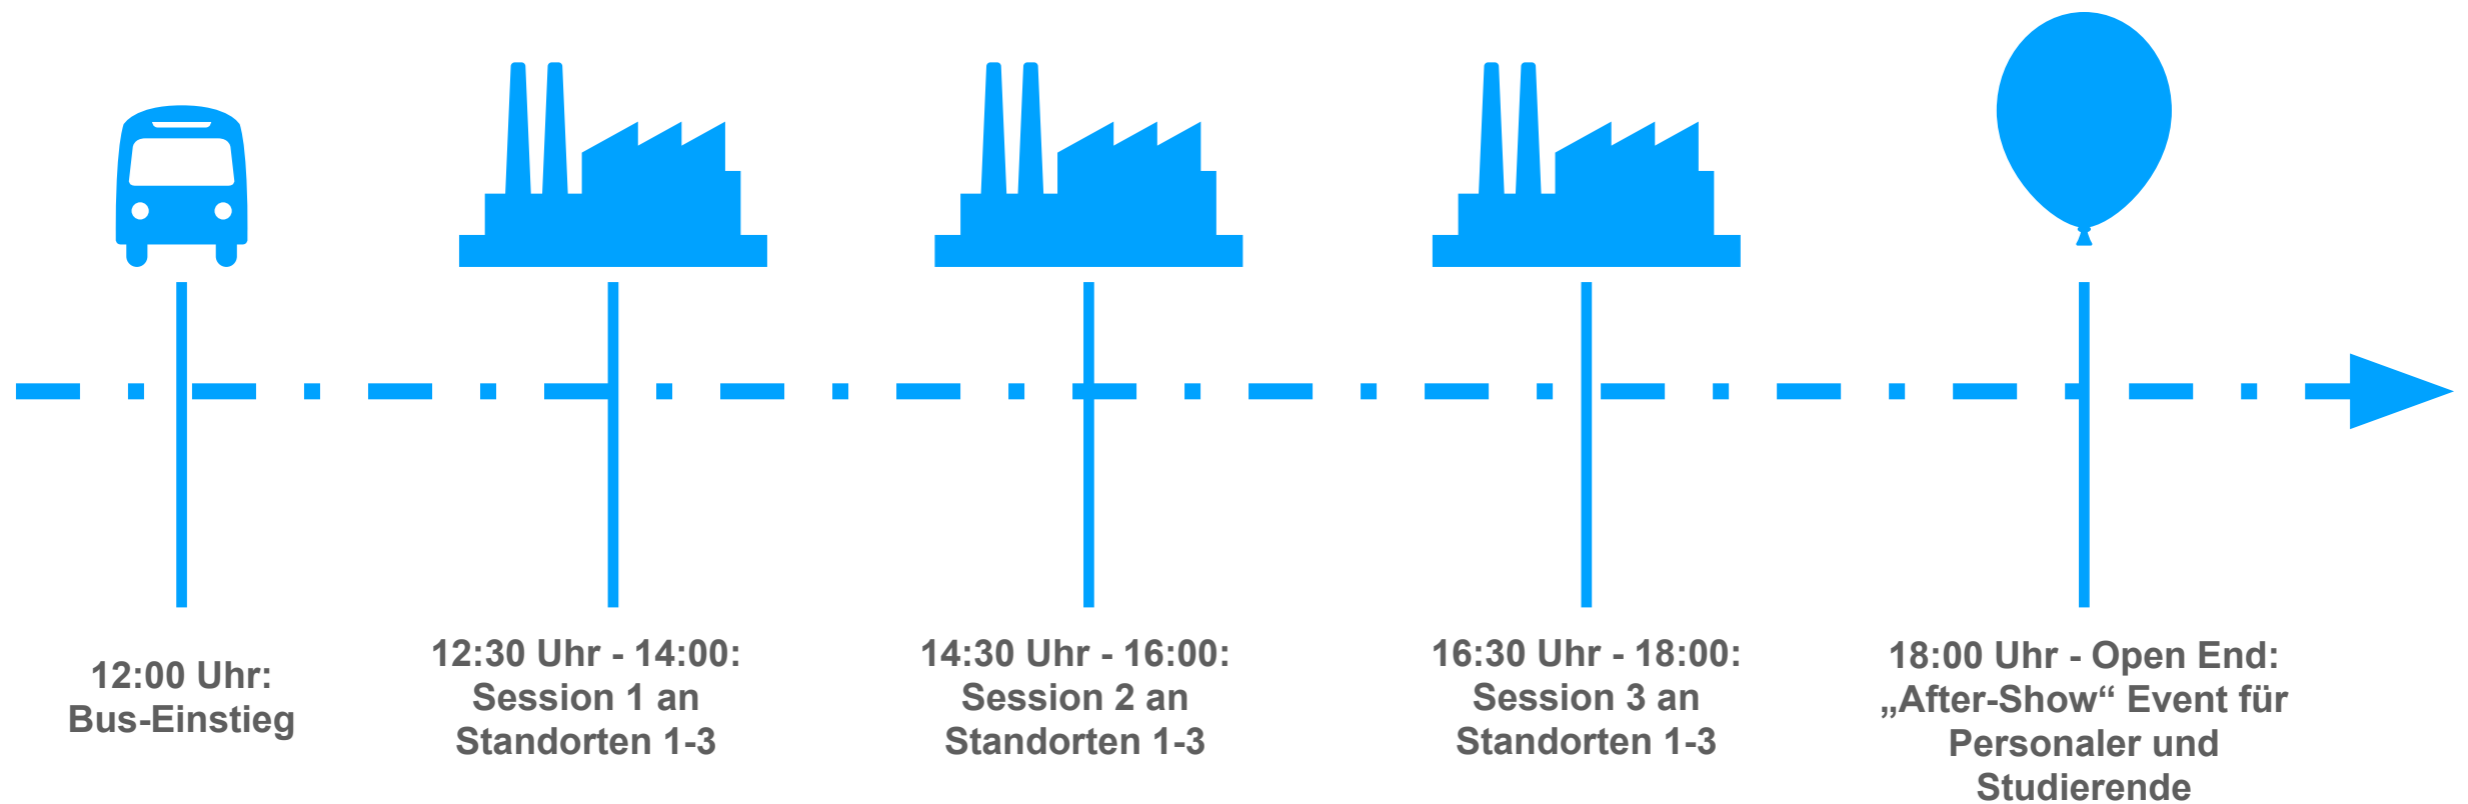 12:00 Uhr:
Bus-Einstieg
12:30 Uhr - 14:00:
Session 1 an
Standorten 1-3
14:30 Uhr - 16:00:
Session 2 an
Standorten 1-3
16:30 Uhr - 18:00:
Session 3 an
Standorten 1-3
18:00 Uhr - Open End:
„After-Show“ Event für
Personaler und
Studierende